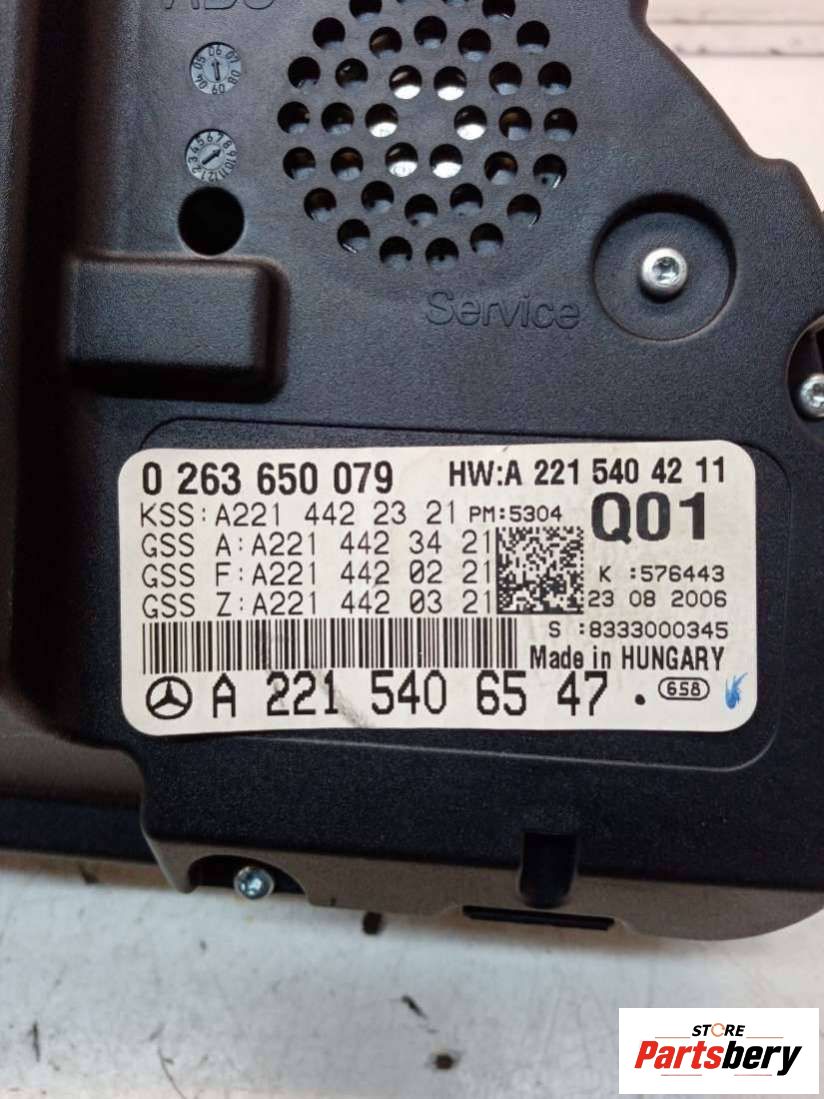 0 263 650 079 HW:A 221 540 42 11
KSS:A221 442 23 21 PM:5304 Q01
GSS A:A221 442 34 21
GSS F:A221 442 02 21 K :576443
GSS Z:A221 442 03 21 23 08 2006
S :8333000345
Made in HUNGARY
A 221 540 65 47 . 658
Service
STORE
Partsbery